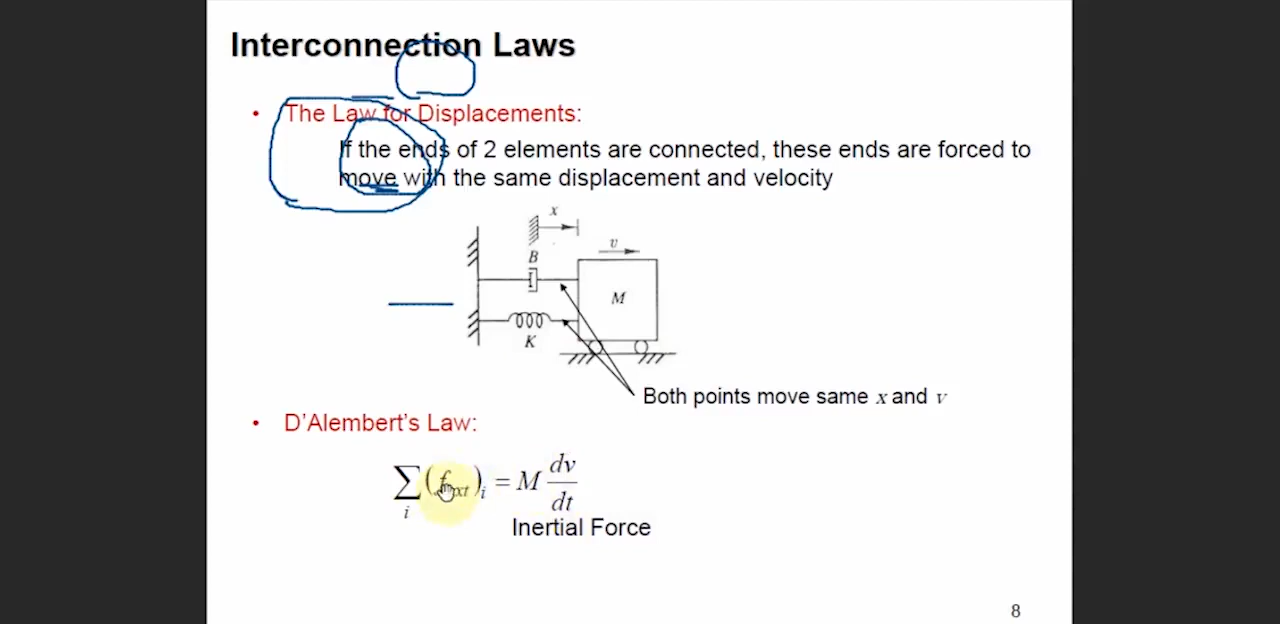 Interconnection Laws
• The Law for Displacements:
If the ends of 2 elements are connected, these ends are forced to
move with the same displacement and velocity
x
v
B
M
K
Both points move same x and v
• D'Alembert's Law:
∑ᵢ (f_ext)ᵢ = M dv/dt
Inertial Force
8